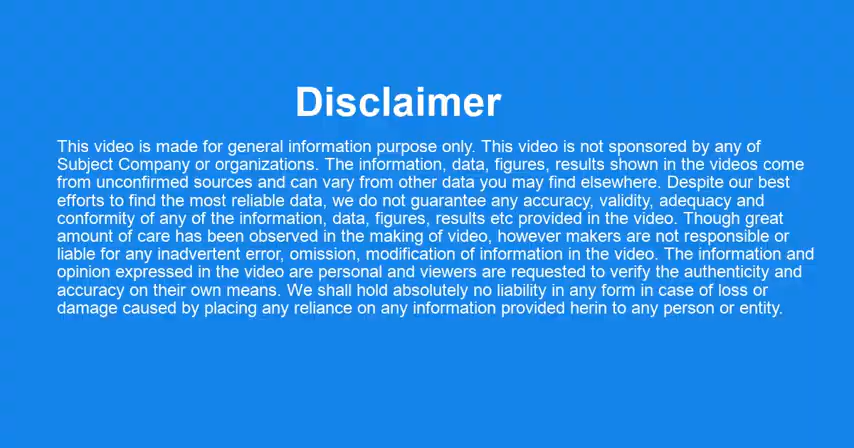 Disclaimer
This video is made for general information purpose only. This video is not sponsored by any of
Subject Company or organizations. The information, data, figures, results shown in the videos come
from unconfirmed sources and can vary from other data you may find elsewhere. Despite our best
efforts to find the most reliable data, we do not guarantee any accuracy, validity, adequacy and
conformity of any of the information, data, figures, results etc provided in the video. Though great
amount of care has been observed in the making of video, however makers are not responsible or
liable for any inadvertent error, omission, modification of information in the video. The information and
opinion expressed in the video are personal and viewers are requested to verify the authenticity and
accuracy on their own means. We shall hold absolutely no liability in any form in case of loss or
damage caused by placing any reliance on any information provided herin to any person or entity.